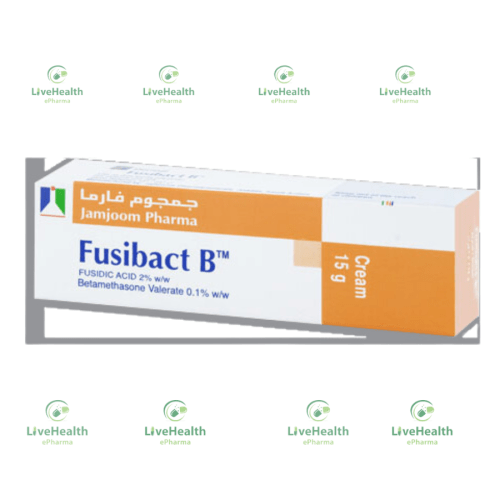 LiveHealth LiveHealth LiveHealth LiveHealth
ePharma ePharma ePharma ePharma
جمجوم فارما
Jamjoom Pharma
Fusibact B™
FUSIDIC ACID 2% w/w
Betamethasone Valerate 0.1% w/w
Cream
15 g
LiveHealth LiveHealth LiveHealth LiveHealth
ePharma ePharma ePharma ePharma